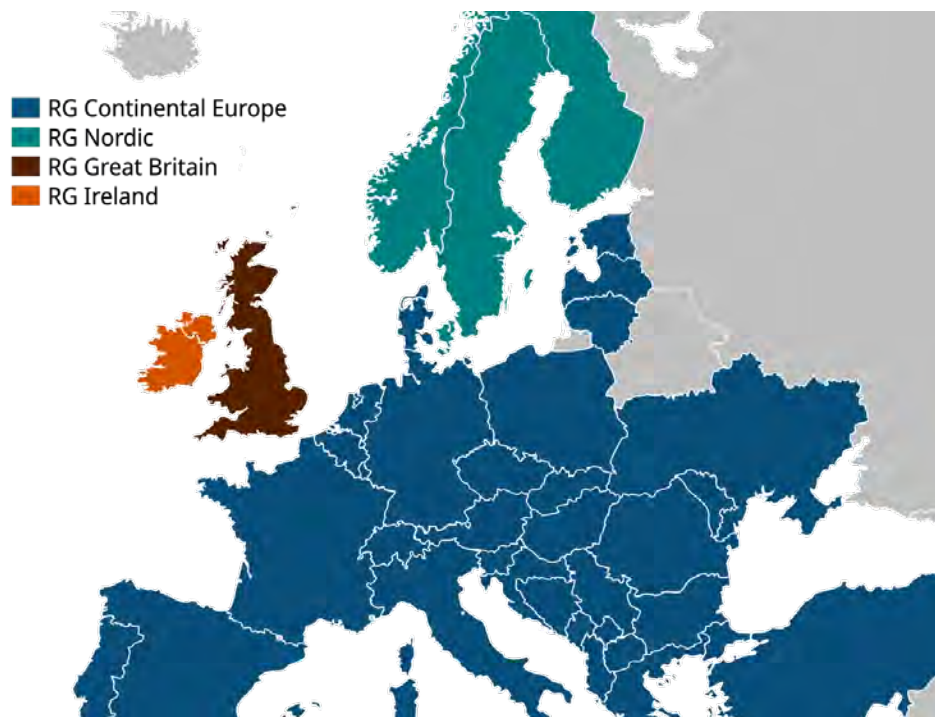 RG Continental Europe
RG Nordic
RG Great Britain
RG Ireland